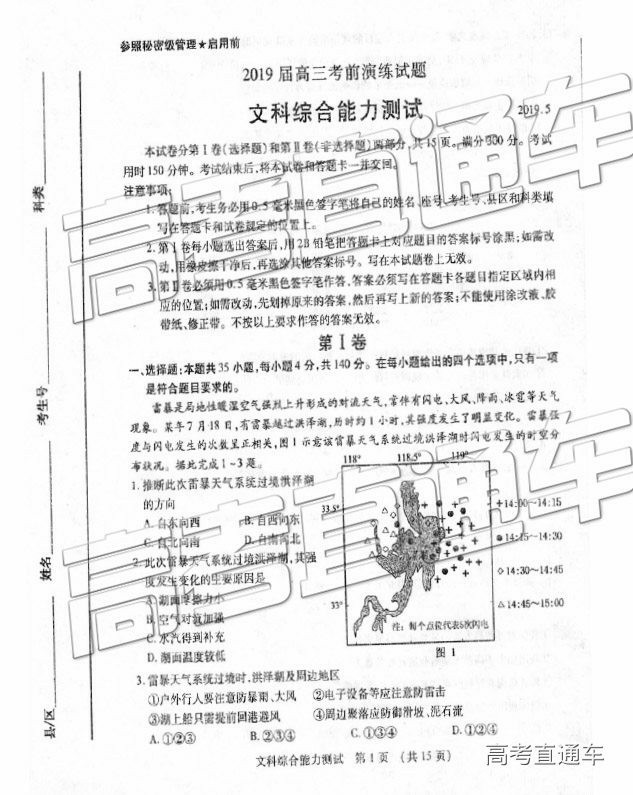 参照秘密级管理★启用前
2019届高三考前演练试题
文科综合能力测试
2019.5
本试卷分第Ⅰ卷(选择题)和第Ⅱ卷(非选择题)两部分,共15页。满分300分。考试
用时150分钟。考试结束后,将本试卷和答题卡一并交回。
注意事项:
1.答题前,考生务必用0.5毫米黑色签字笔将自己的姓名、座号、考生号、县区和科类填
写在答题卡和试卷规定的位置上。
2.第Ⅰ卷每小题选出答案后,用2B铅笔把答题卡上对应题目的答案标号涂黑;如需改
动,用橡皮擦干净后,再选涂其他答案标号。写在本试题卷上无效。
3.第Ⅱ卷必须用0.5毫米黑色签字笔作答,答案必须写在答题卡各题目指定区域内相
应的位置;如需改动,先划掉原来的答案,然后再写上新的答案;不能使用涂改液、胶
带纸、修正带。不按以上要求作答的答案无效。
第Ⅰ卷
一、选择题:本题共35小题,每小题4分,共140分。在每小题给出的四个选项中,只有一项
是符合题目要求的。
雷暴是局地性暖湿空气强烈上升形成的对流天气,常伴有闪电、大风、降雨、冰雹等天气
现象。某年7月18日,有雷暴越过洪泽湖,历时约1小时,其强度发生了明显变化。雷暴强
度与闪电发生的次数呈正相关,图1示意该雷暴天气系统过境洪泽湖时闪电发生的时空分
布状况。据此完成1~3题。
1.推断此次雷暴天气系统过境洪泽湖
的方向
A.自东向西 B.自西向东
C.自北向南 D.自南向北
2.此次雷暴天气系统过境洪泽湖,其强
度发生变化的主要原因是
A.湖面摩擦力小
B.空气对流加强
C.水汽得到补充
D.湖面温度较低
118° 118.5° 119°
33.5°
33°
+14:00~14:15
14:15~14:30
◇14:30~14:45
△14:45~15:00
注:每个点位代表5次闪电
图1
3.雷暴天气系统过境时,洪泽湖及周边地区
①户外行人要注意防暴雨、大风 ②电子设备等应注意防雷击
③湖上船只需提前回港避风 ④周边聚落应防御滑坡、泥石流
A.①②③ B.②③④ C.①③④ D.①②④
文科综合能力测试 第1页 (共15页)
科类
考生号
姓名
县/区
高考直通车
高考直通车
高考直通车